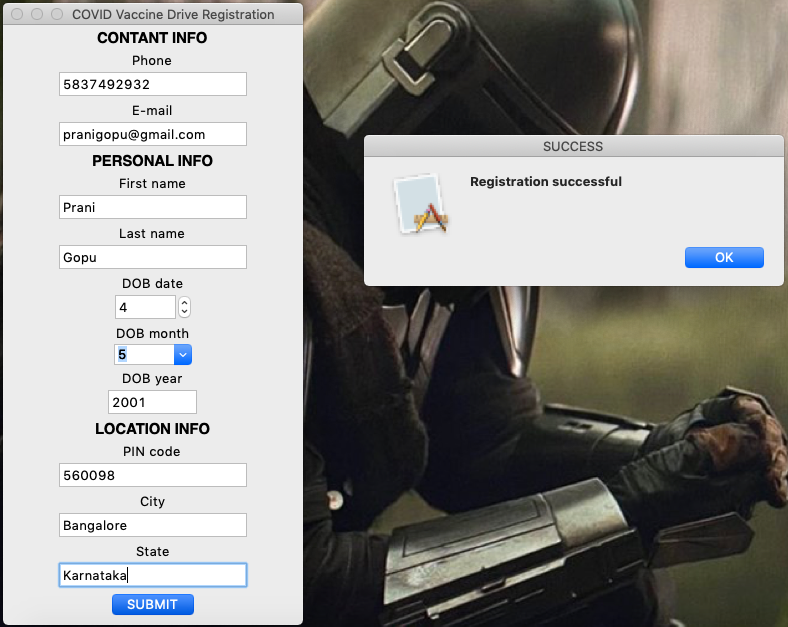 COVID Vaccine Drive Registration
CONTANT INFO
Phone
5837492932
E-mail
pranigopu@gmail.com
PERSONAL INFO
First name
Prani
Last name
Gopu
DOB date
4
DOB month
5
DOB year
2001
LOCATION INFO
PIN code
560098
City
Bangalore
State
Karnataka
SUBMIT
SUCCESS
Registration successful
OK